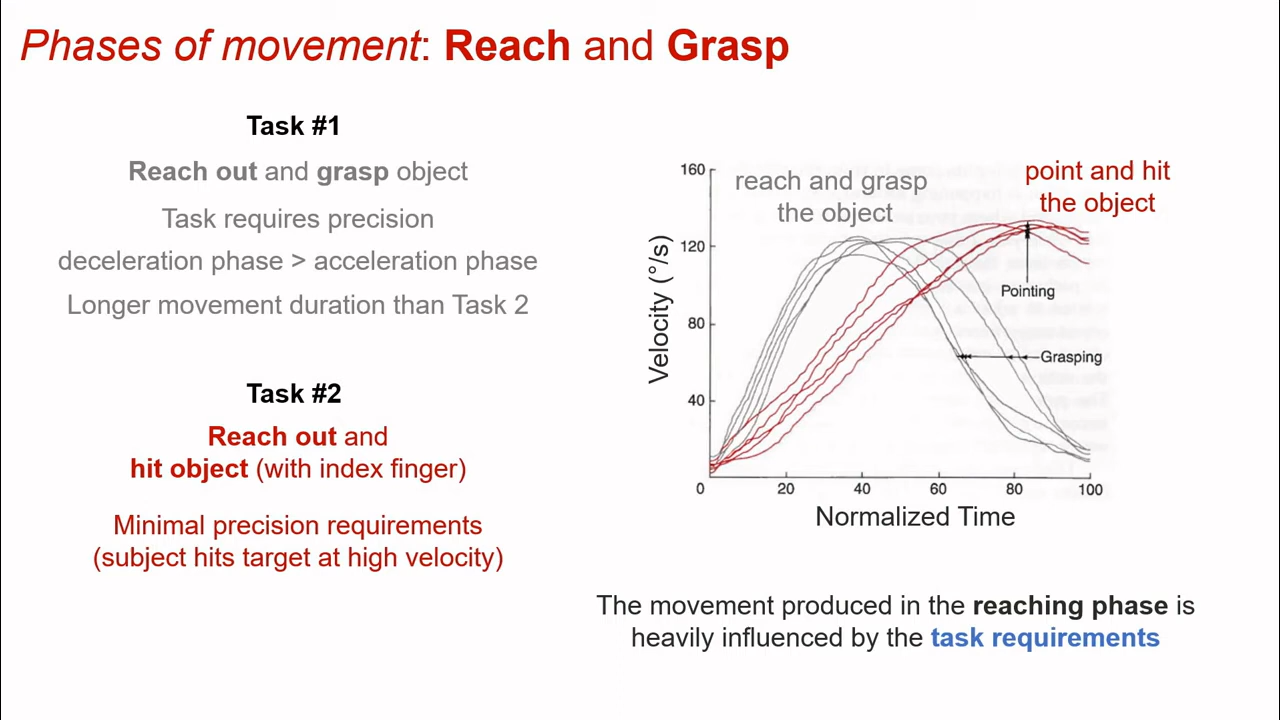 Phases of movement: Reach and Grasp
Task #1
Reach out and grasp object
Task requires precision
deceleration phase > acceleration phase
Longer movement duration than Task 2
Task #2
Reach out and
hit object (with index finger)
Minimal precision requirements
(subject hits target at high velocity)
reach and grasp
the object
point and hit
the object
Velocity (°/s)
160
120
80
40
0
20
40
60
80
100
Pointing
Grasping
Normalized Time
The movement produced in the reaching phase is
heavily influenced by the task requirements